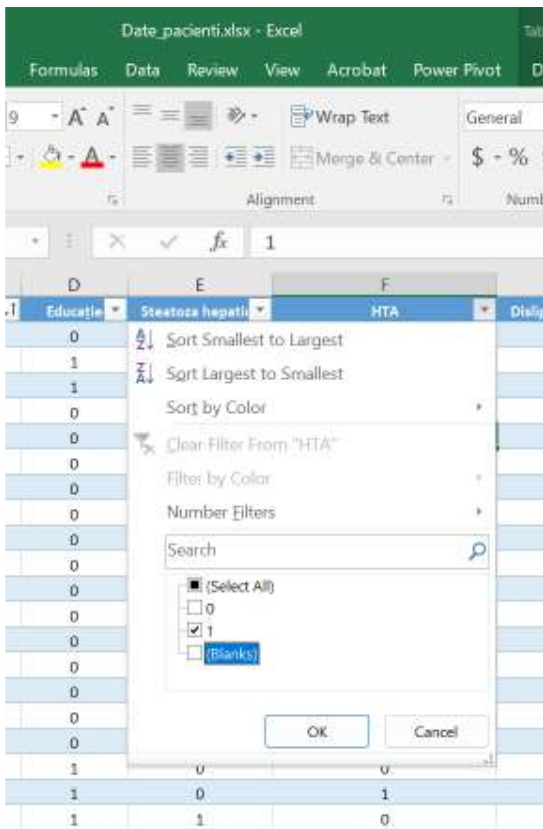 Date_pacienti.xlsx - Excel
Formulas Data Review View Acrobat Power Pivot D
9 A A Wrap Text General
A Merge & Center $ - %
Alignment
fx 1
D E F
Educație Steatoza hepatic HTA
0
1
1
0
0
0
0
0
0
0
0
0
0
0
0
0
0
Sort Smallest to Largest
Sort Largest to Smallest
Sort by Color
Clear Filter From "HTA"
Filter by Color
Number Filters
Search
(Select All)
0
1
(Blanks)
OK Cancel
1 0 0
1 0 1
1 1 0